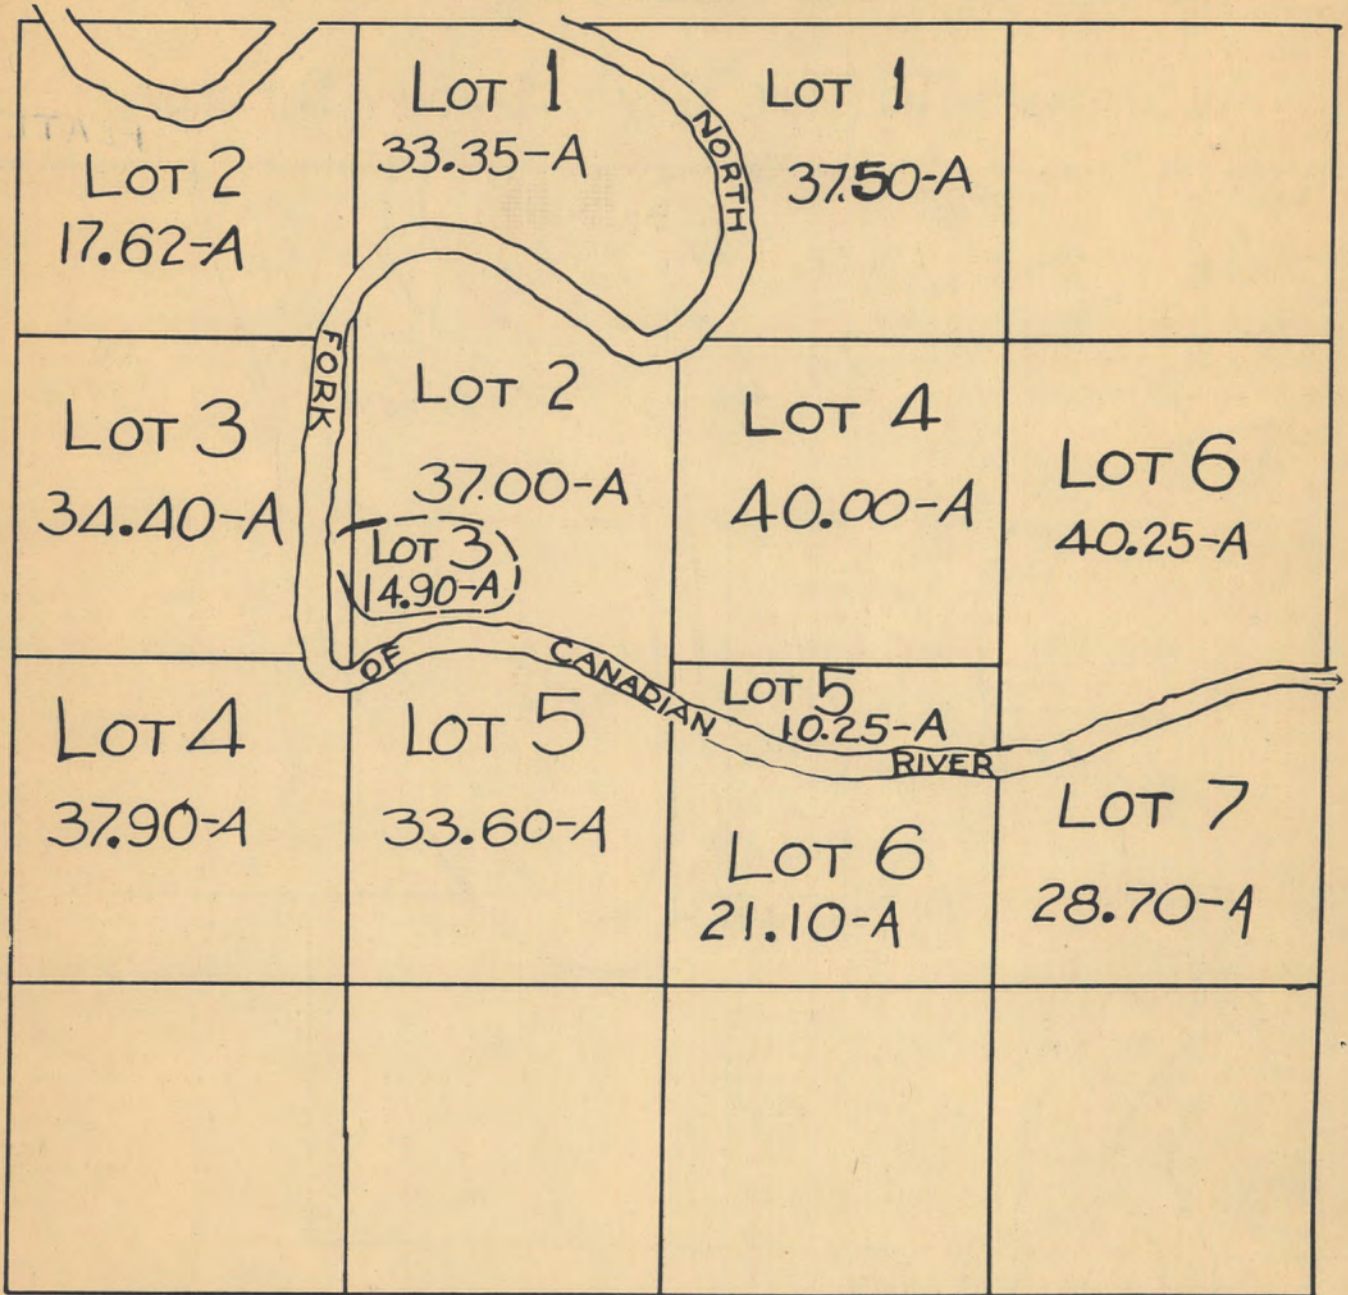 LOT 2
17.62-A
LOT 1
33.35-A
LOT 1
37.50-A
LOT 3
34.40-A
LOT 2
37.00-A
LOT 3
14.90-A
LOT 4
40.00-A
LOT 6
40.25-A
LOT 4
37.90-A
LOT 5
33.60-A
LOT 5
10.25-A
LOT 6
21.10-A
LOT 7
28.70-A
NORTH
FORK
OF
CANADIAN
RIVER